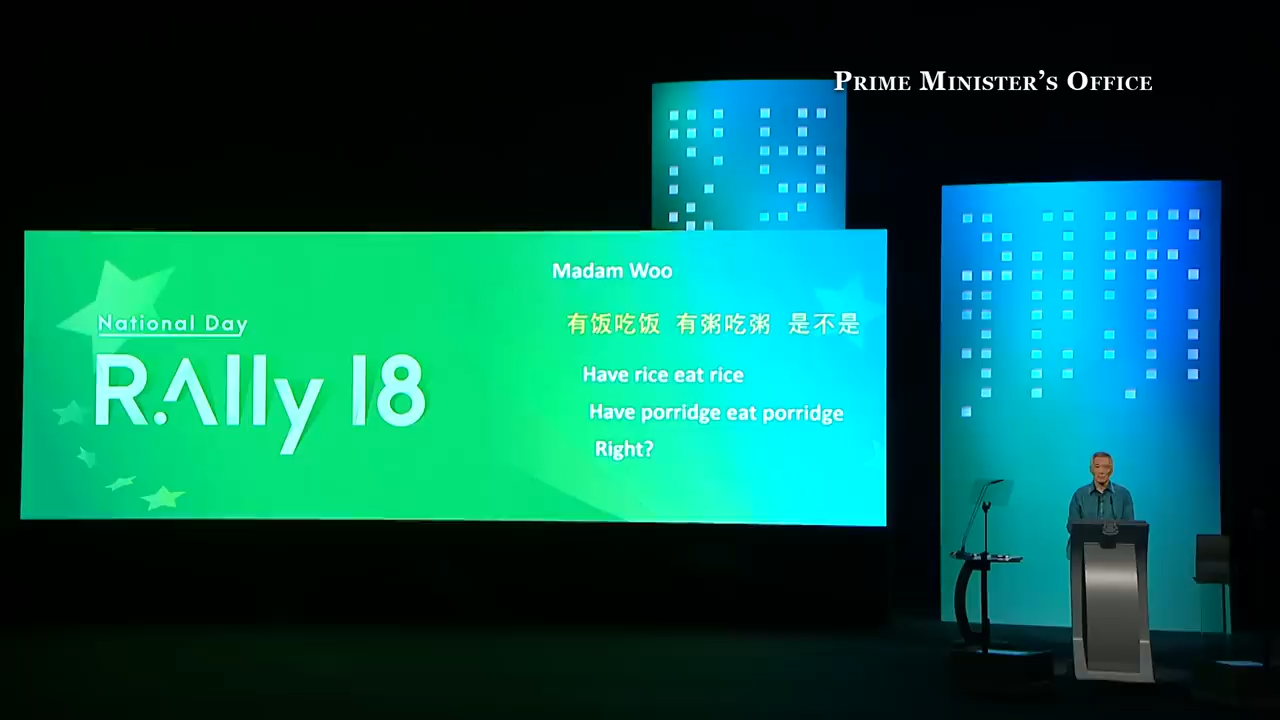 PRIME MINISTER'S OFFICE
National Day
RAlly 18
Madam Woo
有饭吃饭 有粥吃粥 是不是
Have rice eat rice
Have porridge eat porridge
Right?